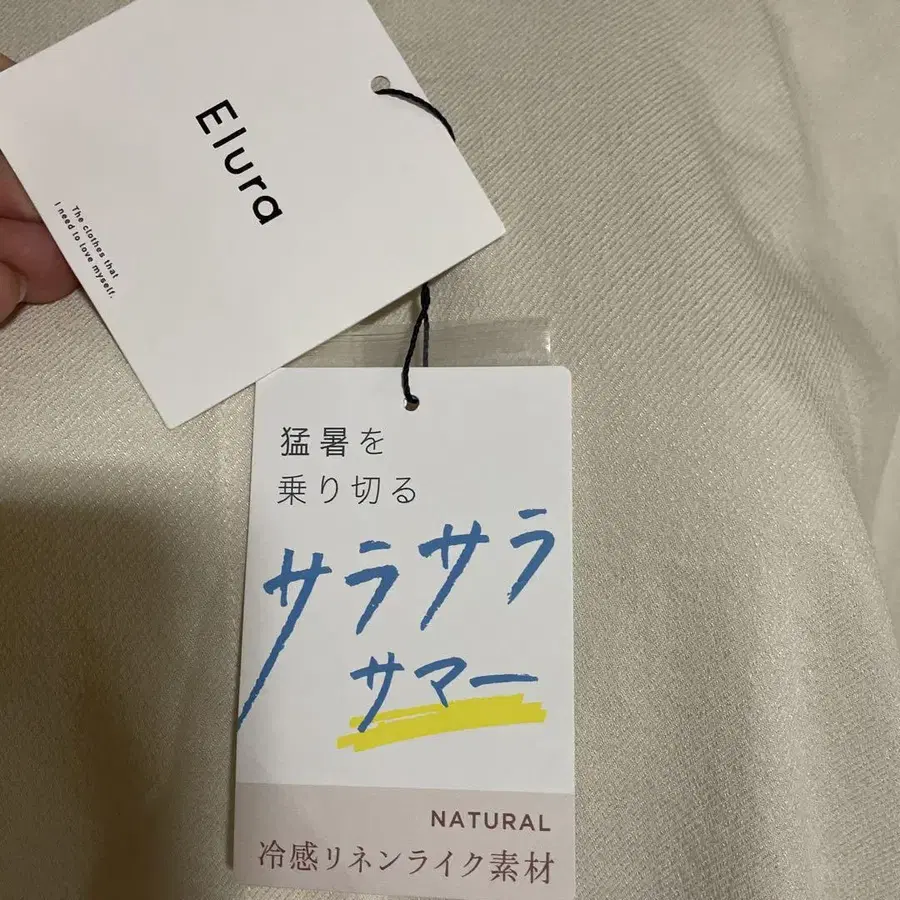 Elura
The clothes that
I need to love myself.
猛暑を
乗り切る
サラサラ
サマー
NATURAL
冷感リネンライク素材